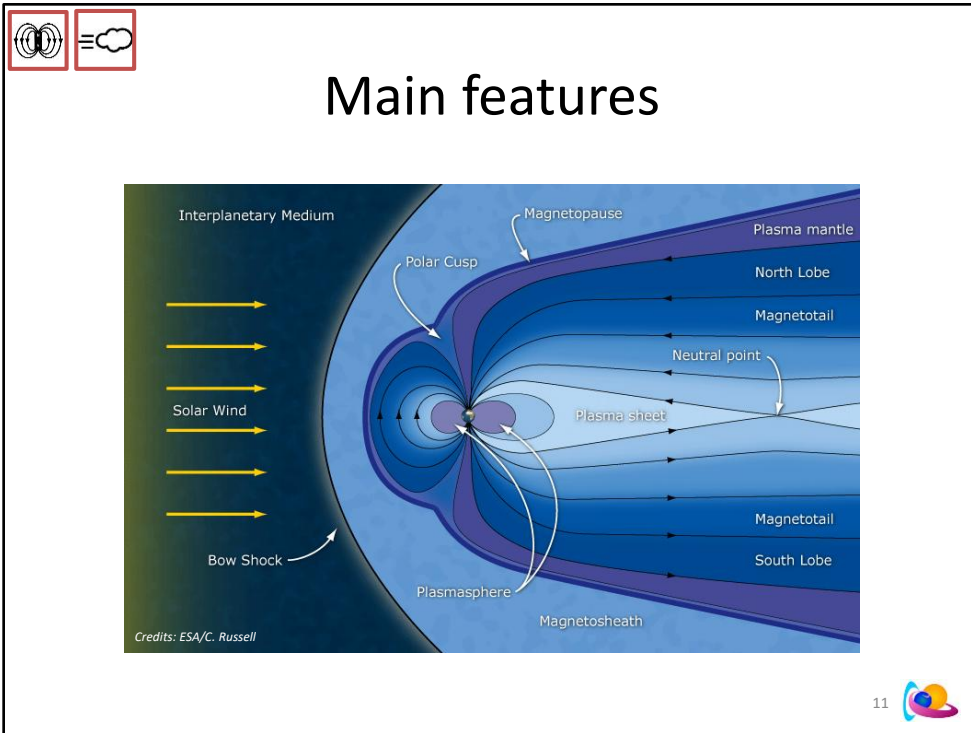 Main features
Interplanetary Medium
Magnetopause
Plasma mantle
Polar Cusp
North Lobe
Magnetotail
Neutral point
Solar Wind
Plasma sheet
Magnetotail
Bow Shock
South Lobe
Plasmasphere
Magnetosheath
Credits: ESA/C. Russell
11